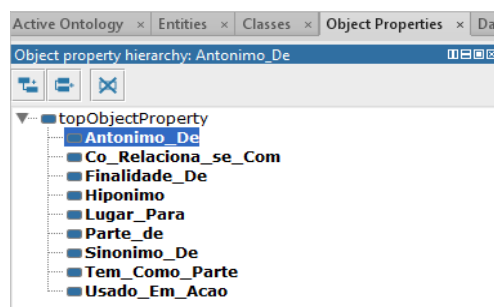 Active Ontology × Entities × Classes × Object Properties × Da
Object property hierarchy: Antonimo_De
topObjectProperty
Antonimo_De
Co_Relaciona_se_Com
Finalidade_De
Hiponimo
Lugar_Para
Parte_de
Sinonimo_De
Tem_Como_Parte
Usado_Em_Acao